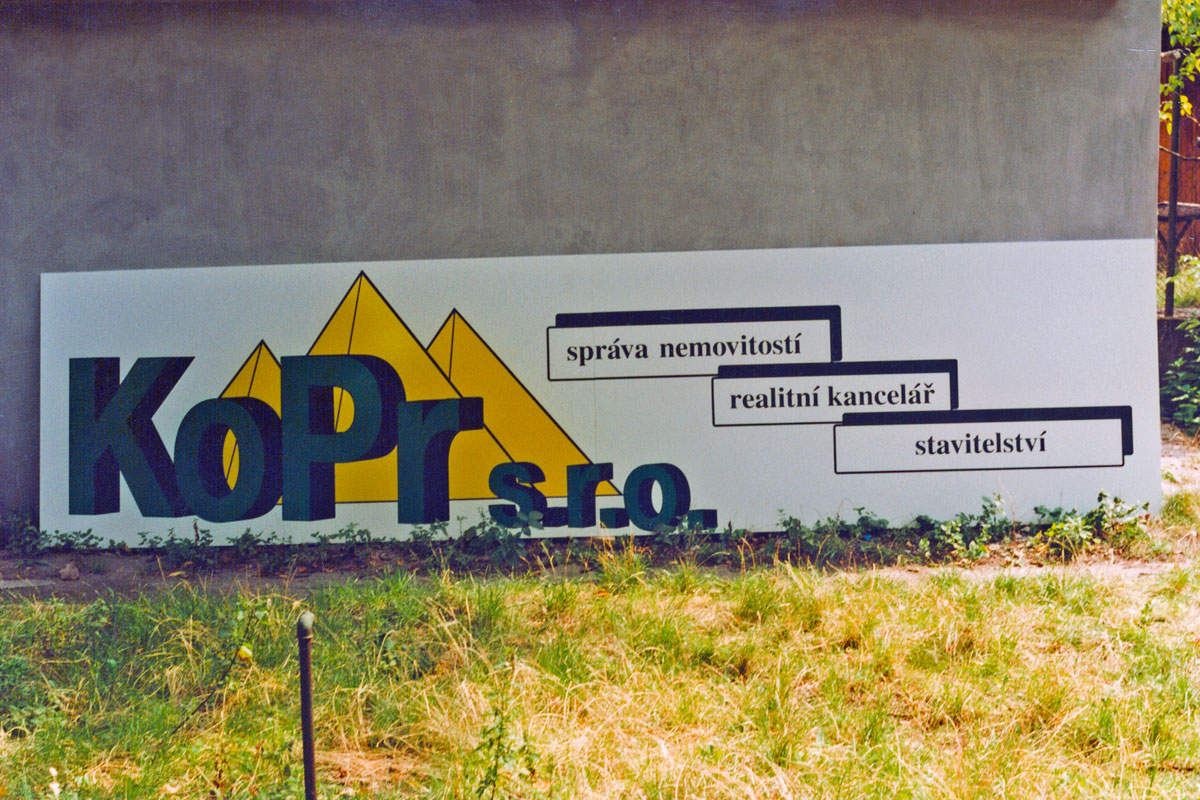 KoPr s.r.o.
správa nemovitostí
realitní kancelář
stavitelství